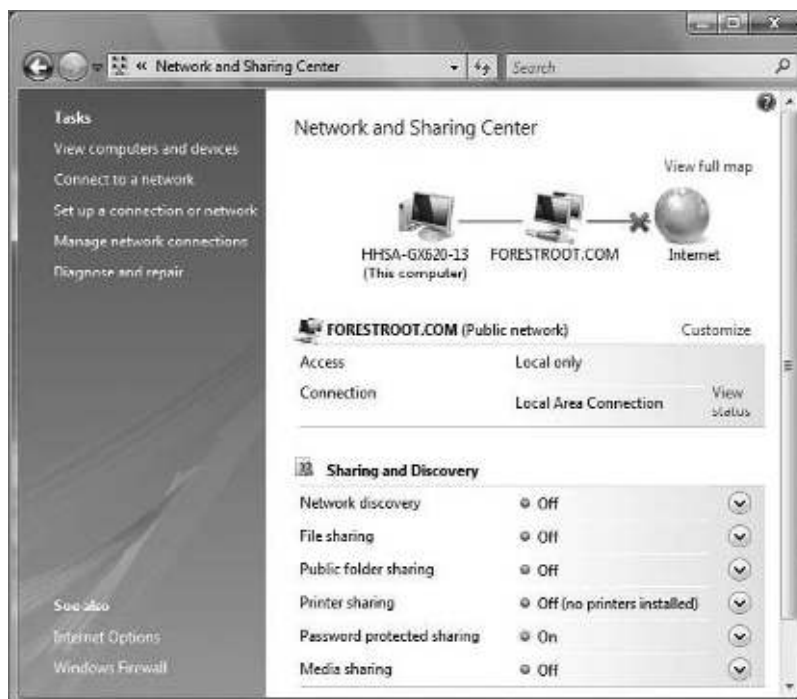 « Network and Sharing Center
Search
Tasks
View computers and devices
Connect to a network
Set up a connection or network
Manage network connections
Diagnose and repair
See also
Internet Options
Windows Firewall
Network and Sharing Center
View full map
HHSA-GX620-13
(This computer)
FORESTROOT.COM
Internet
FORESTROOT.COM (Public network) Customize
Access Local only
Connection Local Area Connection View status
Sharing and Discovery
Network discovery Off
File sharing Off
Public folder sharing Off
Printer sharing Off (no printers installed)
Password protected sharing On
Media sharing Off